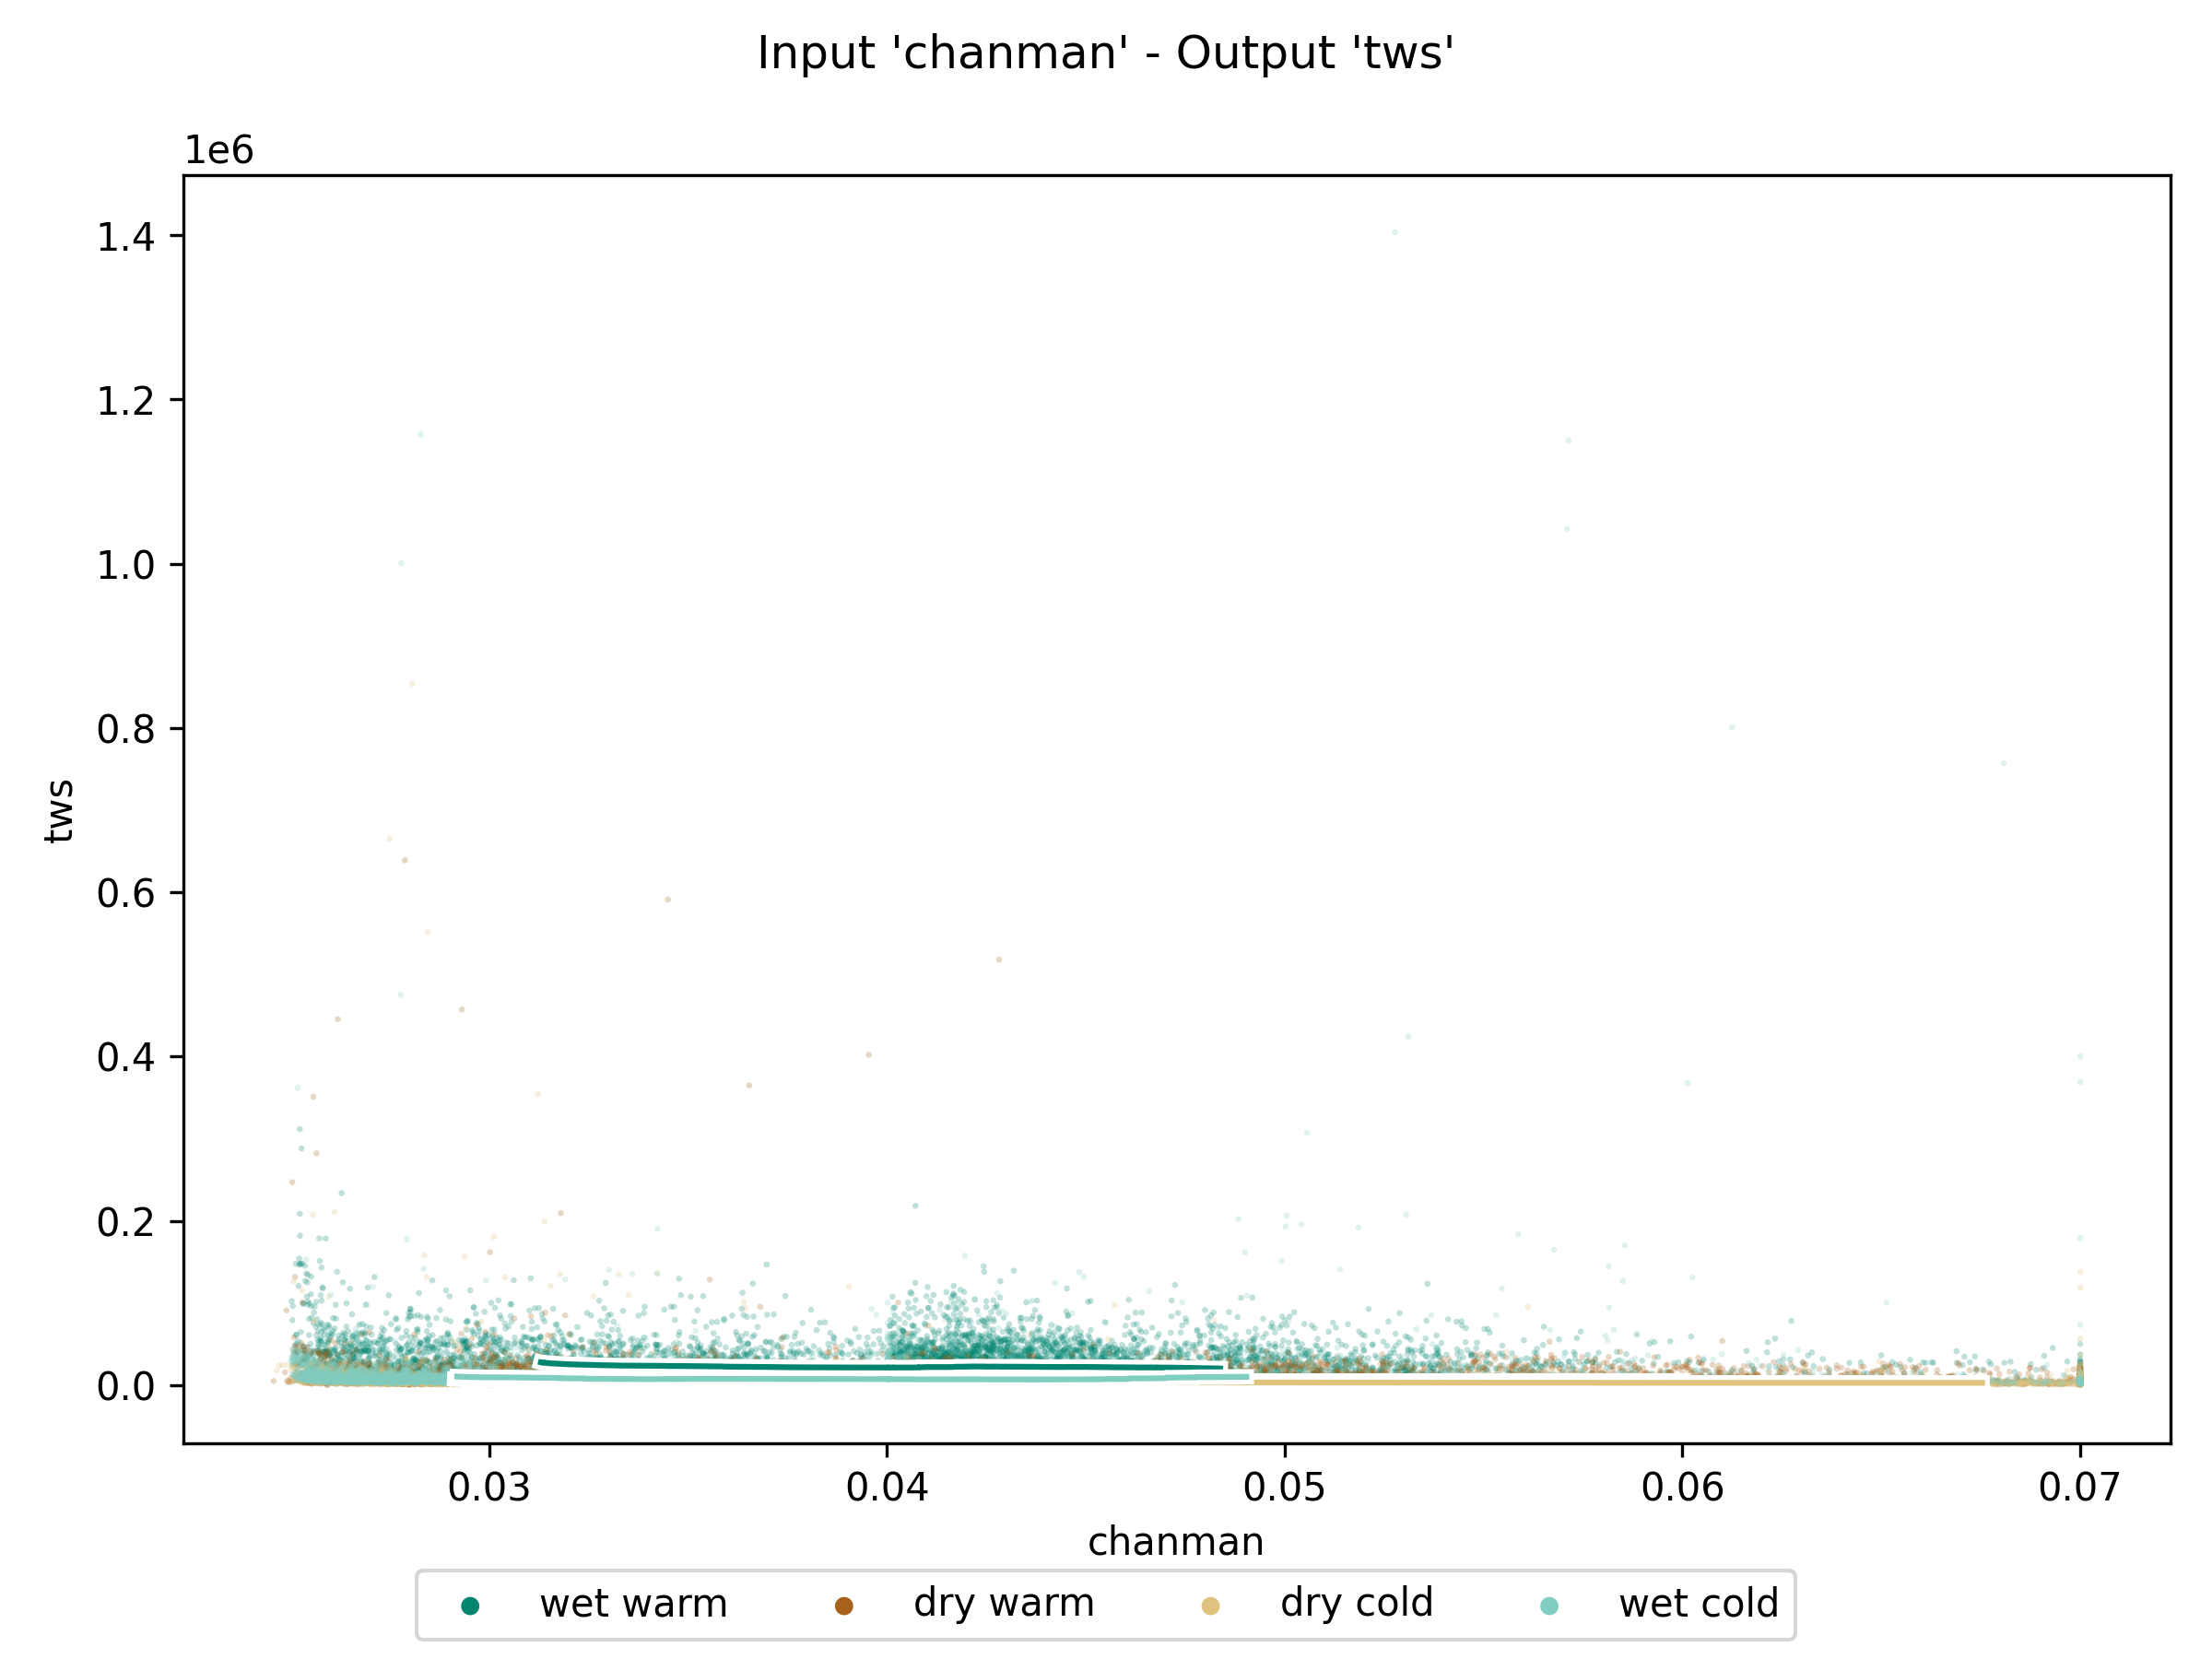 Input 'chanman' - Output 'tws'
1e6
1.4
1.2
1.0
0.8
0.6
0.4
0.2
0.0
tws
0.03 0.04 0.05 0.06 0.07
chanman
wet warm dry warm dry cold wet cold